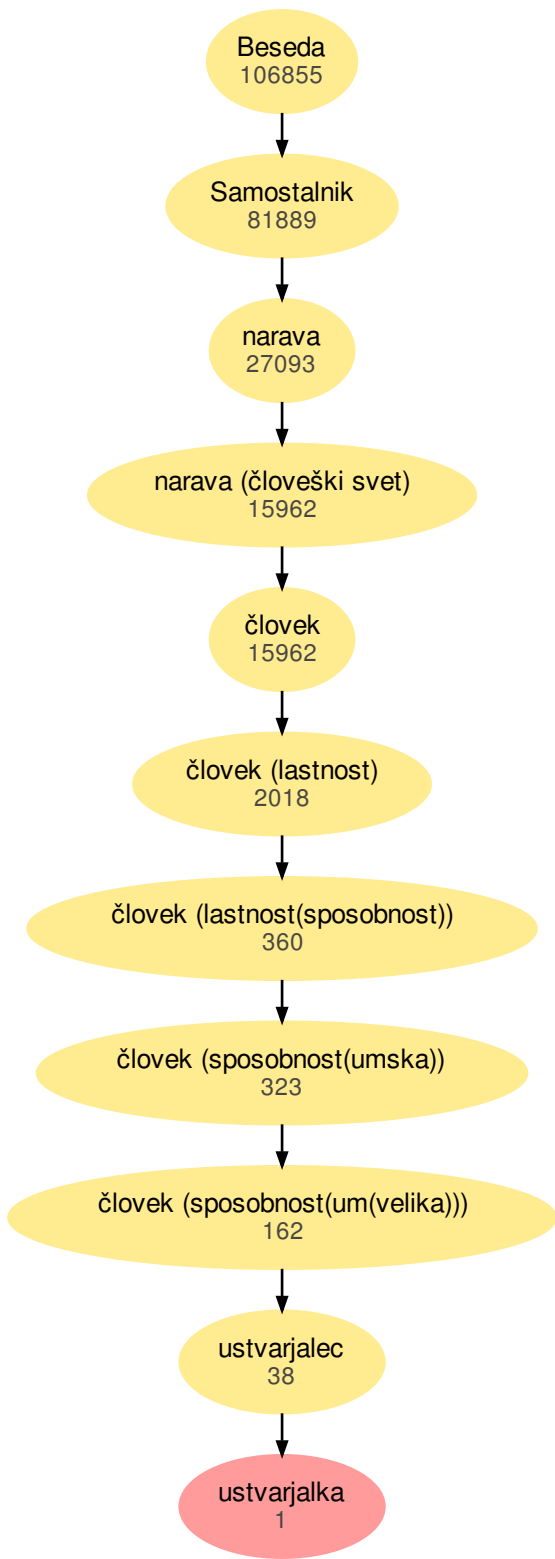 Beseda
106855
Samostalnik
81889
narava
27093
narava (človeški svet)
15962
človek
15962
človek (lastnost)
2018
človek (lastnost(sposobnost))
360
človek (sposobnost(umska))
323
človek (sposobnost(um(velika)))
162
ustvarjalec
38
ustvarjalka
1